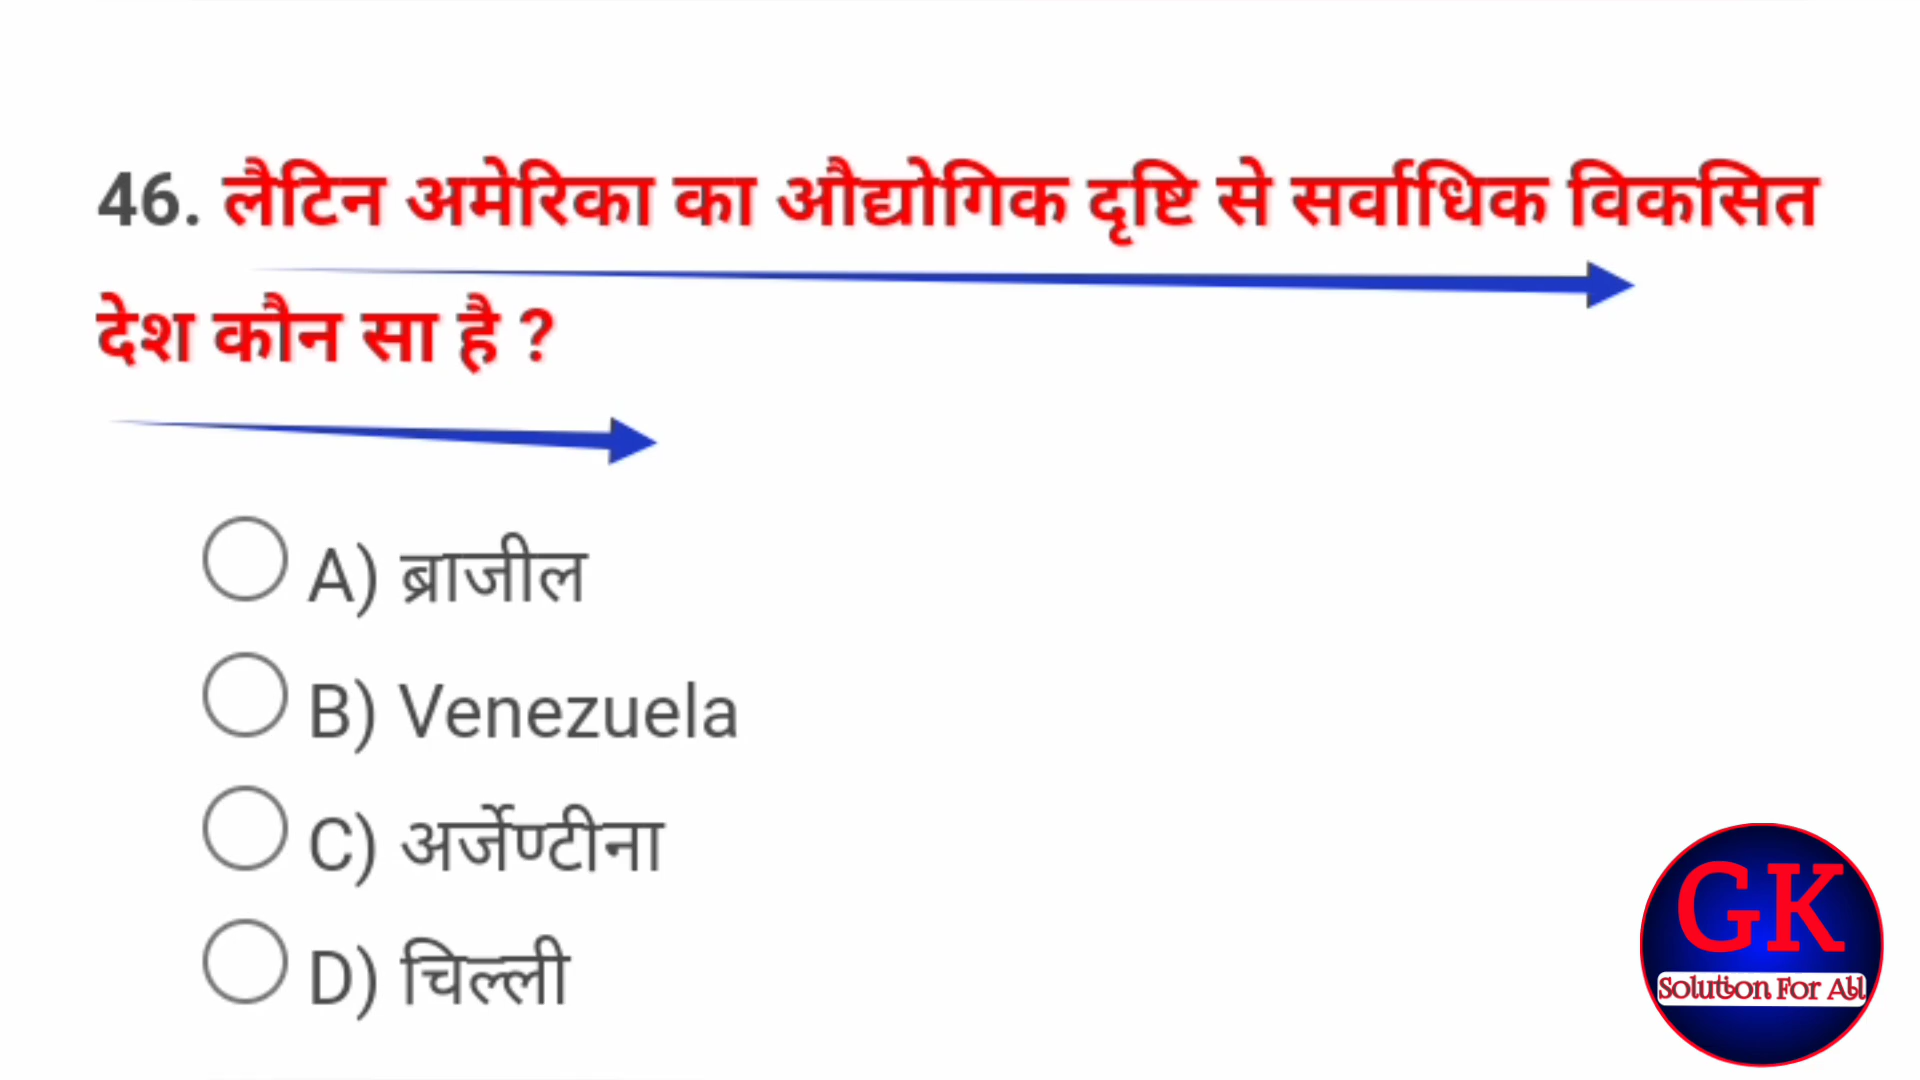 46. लैटिन अमेरिका का औद्योगिक दृष्टि से सर्वाधिक विकसित
देश कौन सा है ?
A) ब्राजील
B) Venezuela
C) अर्जेण्टीना
D) चिल्ली
GK
Solution For All